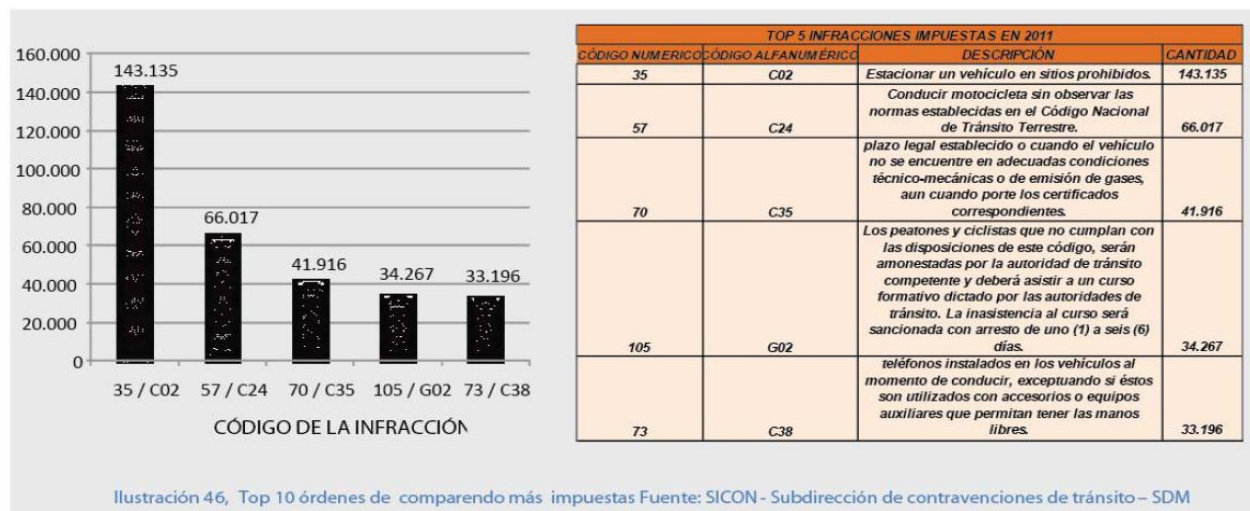 160.000
140.000
120.000
100.000
80.000
60.000
40.000
20.000
0
143.135
66.017
41.916
34.267
33.196
35 / C02 57 / C24 70 / C35 105 / G02 73 / C38
CÓDIGO DE LA INFRACCIÓN
TOP 5 INFRACCIONES IMPUESTAS EN 2011
CÓDIGO NUMERICO CÓDIGO ALFANUMÉRICO DESCRIPCIÓN CANTIDAD
35 C02 Estacionar un vehículo en sitios prohibidos. 143.135
Conducir motocicleta sin observar las
normas establecidas en el Código Nacional
57 C24 de Tránsito Terrestre. 66.017
plazo legal establecido o cuando el vehículo
no se encuentre en adecuadas condiciones
técnico-mecánicas o de emisión de gases,
aun cuando porte los certificados
70 C35 correspondientes. 41.916
Los peatones y ciclistas que no cumplan con
las disposiciones de este código, serán
amonestadas por la autoridad de tránsito
competente y deberá asistir a un curso
formativo dictado por las autoridades de
tránsito. La inasistencia al curso será
sancionada con arresto de uno (1) a seis (6)
105 G02 días. 34.267
teléfonos instalados en los vehículos al
momento de conducir, exceptuando si éstos
son utilizados con accesorios o equipos
auxiliares que permitan tener las manos
73 C38 libres. 33.196
Ilustración 46, Top 10 órdenes de comparendo más impuestas Fuente: SICON - Subdirección de contravenciones de tránsito – SDM